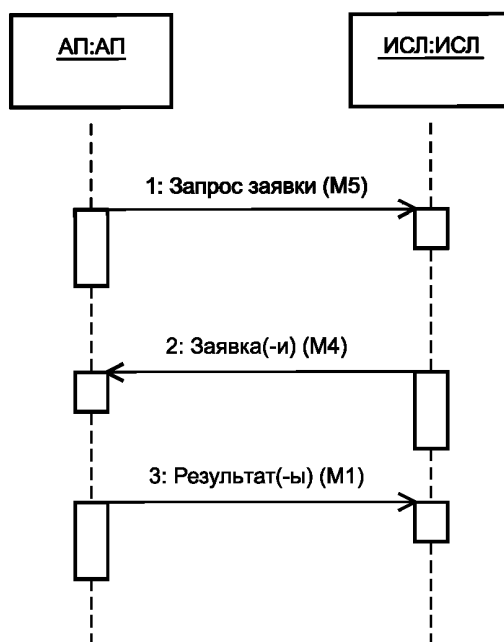 АП:АП
ИСЛ:ИСЛ
1: Запрос заявки (М5)
2: Заявка(-и) (М4)
3: Результат(-ы) (М1)